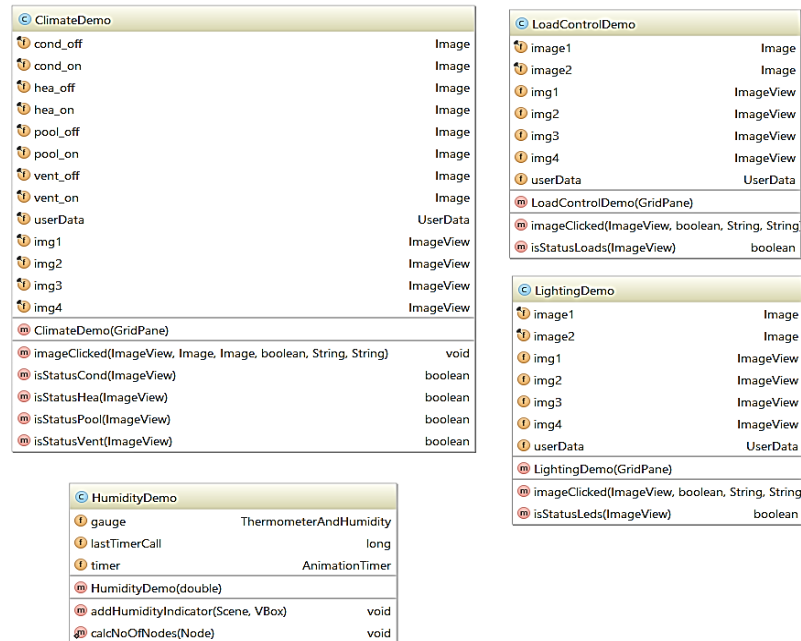 ClimateDemo
cond_off Image
cond_on Image
hea_off Image
hea_on Image
pool_off Image
pool_on Image
vent_off Image
vent_on Image
userData UserData
img1 ImageView
img2 ImageView
img3 ImageView
img4 ImageView
ClimateDemo(GridPane)
imageClicked(ImageView, Image, Image, boolean, String, String) void
isStatusCond(ImageView) boolean
isStatusHea(ImageView) boolean
isStatusPool(ImageView) boolean
isStatusVent(ImageView) boolean
LoadControlDemo
image1 Image
image2 Image
img1 ImageView
img2 ImageView
img3 ImageView
img4 ImageView
userData UserData
LoadControlDemo(GridPane)
imageClicked(ImageView, boolean, String, String)
isStatusLoads(ImageView) boolean
LightingDemo
image1 Image
image2 Image
img1 ImageView
img2 ImageView
img3 ImageView
img4 ImageView
userData UserData
LightingDemo(GridPane)
imageClicked(ImageView, boolean, String, String
isStatusLeds(ImageView) boolean
HumidityDemo
gauge ThermometerAndHumidity
lastTimerCall long
timer AnimationTimer
HumidityDemo(double)
addHumidityIndicator(Scene, VBox) void
calcNoOfNodes(Node) void